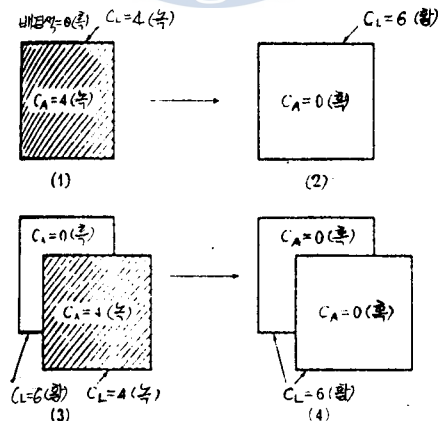 배경색=0(흑) C_L=4(녹)
C_A=4(녹)
(1)
C_L=6(황)
C_A=0(흑)
(2)
C_A=0(흑)
C_A=4(녹)
C_L=6(황) C_L=4(녹)
(3)
C_A=0(흑)
C_A=0(흑)
C_L=6(황)
(4)